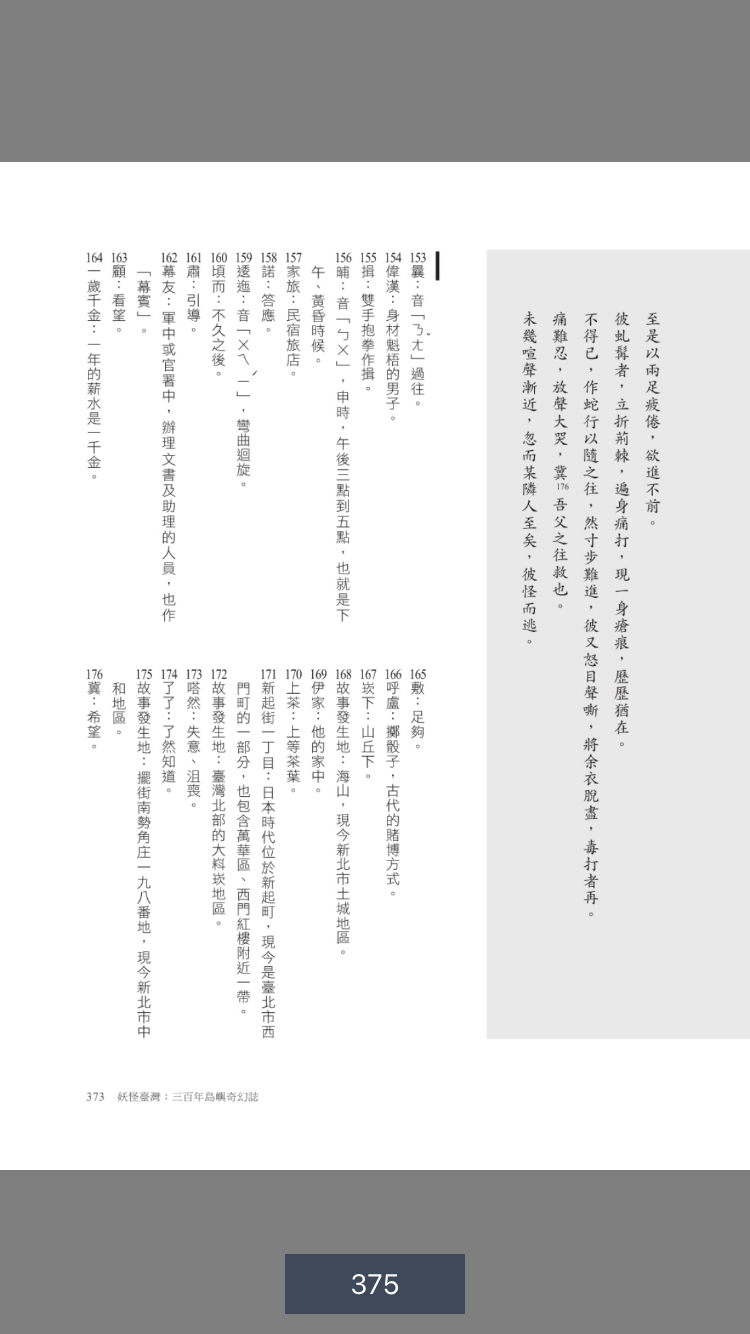 至是以兩足疲倦，欲進不前。
彼虬髯者，立折荊棘，遍身痛打，現一身瘡痕，歷歷猶在。
不得已，作蛇行以隨之往，然寸步難進，彼又怒目聲嘶，將余衣脫盡，毒打者再。
痛難忍，放聲大哭，冀176吾父之往救也。
未幾喧聲漸近，忽而某隣人至矣，彼怪而逃。
153 曩：音「ㄋㄤˇ」過往。
154 偉漢：身材魁梧的男子。
155 揖：雙手抱拳作揖。
156 晡：音「ㄅㄨ」，申時，午後三點到五點，也就是下
午、黃昏時候。
157 家旅：民宿旅店。
158 諾：答應。
159 逶迤：音「ㄨㄟ ㄧˊ」，彎曲迴旋。
160 頃而：不久之後。
161 肅：引導。
162 幕友：軍中或官署中，辦理文書及助理的人員，也作
「幕賓」。
163 顧：看望。
164 一歲千金：一年的薪水是一千金。
165 敷：足夠。
166 呼盧：擲骰子，古代的賭博方式。
167 崁下：山丘下。
168 故事發生地：海山，現今新北市土城地區。
169 伊家：他的家中。
170 上茶：上等茶葉。
171 新起街一丁目：日本時代位於新起町，現今是臺北市西
門町的一部分，也包含萬華區、西門紅樓附近一帶。
172 故事發生地：臺灣北部的大料崁地區。
173 嗒然：失意、沮喪。
174 了了：了然知道。
175 故事發生地：擺街南勢角庄一九八番地，現今新北市中
和地區。
176 冀：希望。
373 妖怪臺灣：三百年島嶼奇幻誌
375